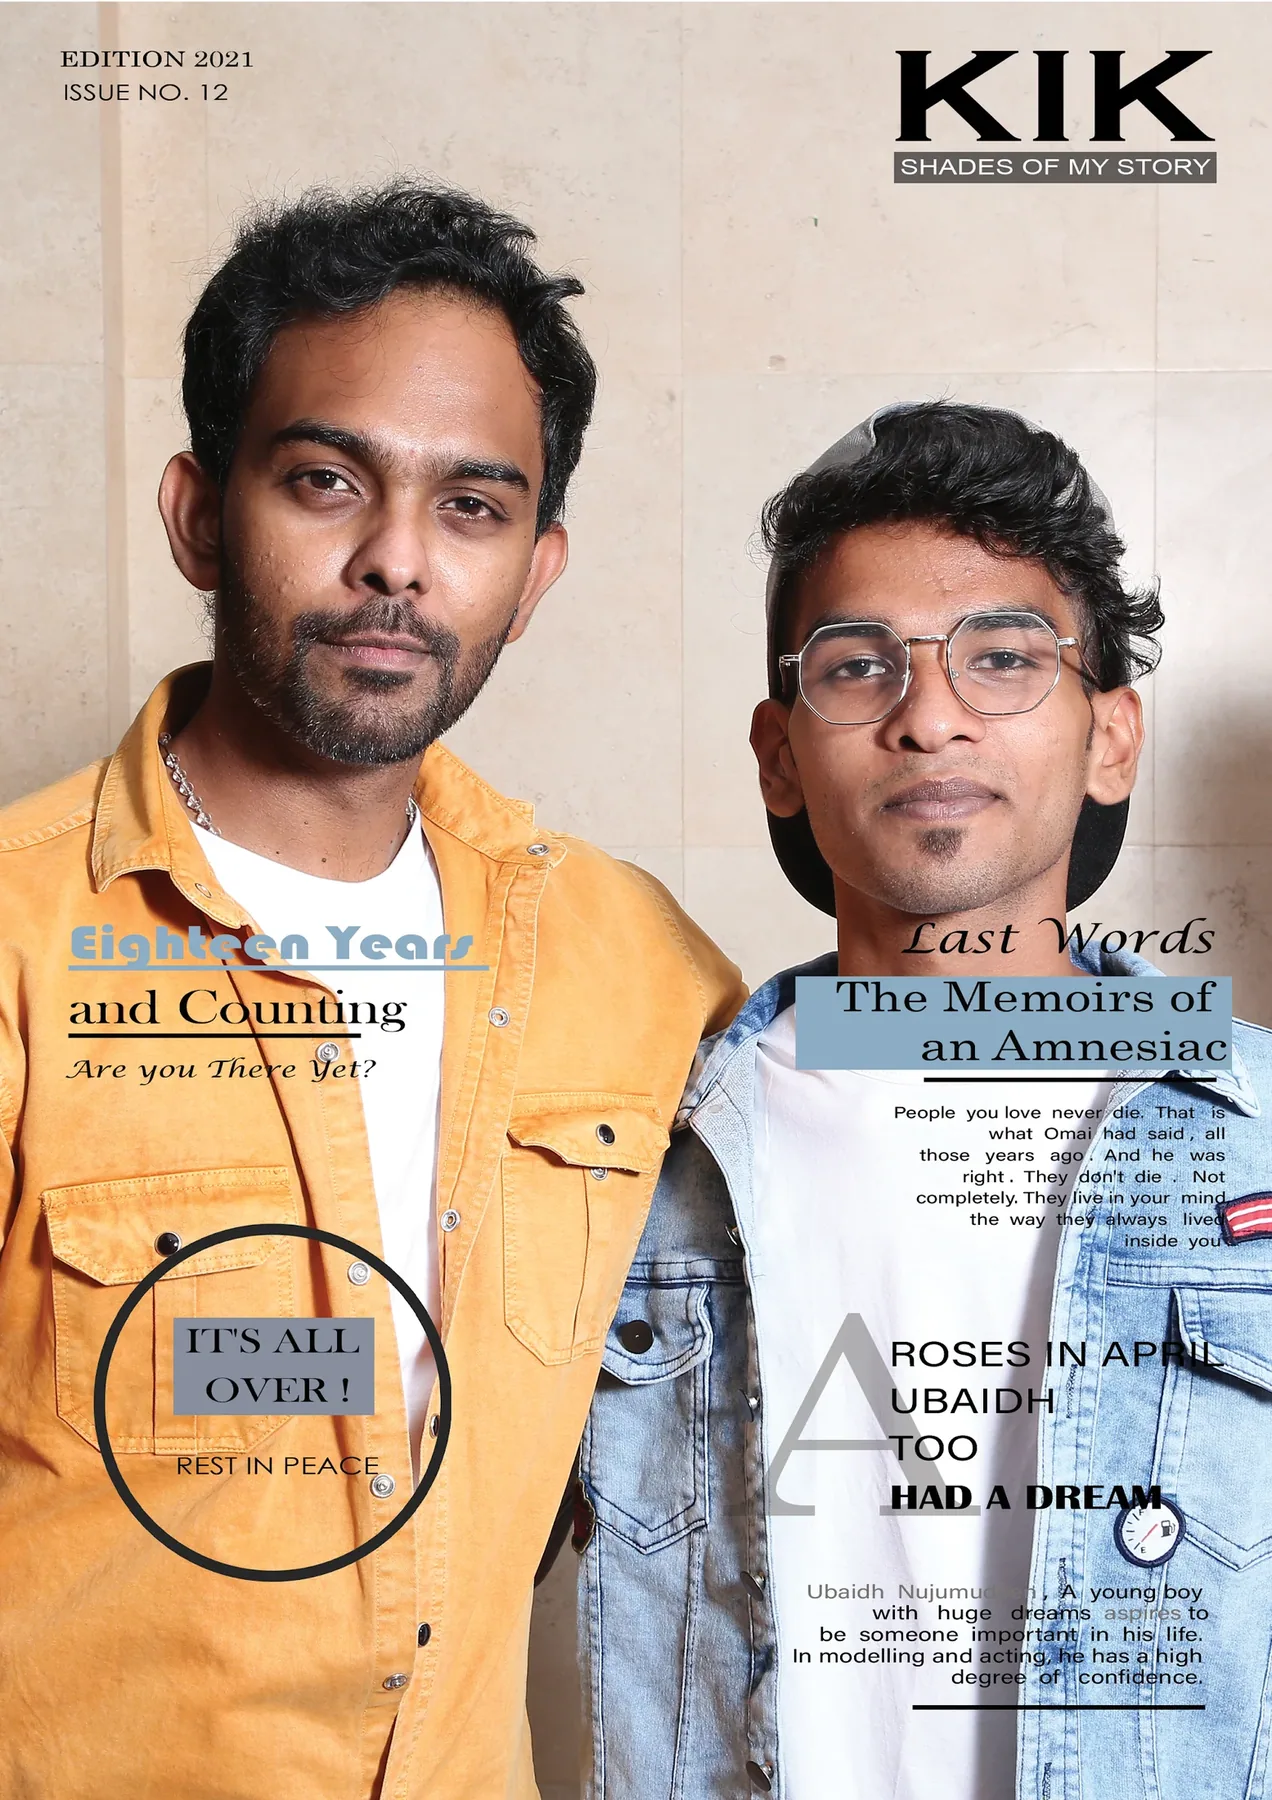 EDITION 2021
ISSUE NO. 12
KIK
SHADES OF MY STORY
Eighteen Years
and Counting
Are you There Yet?
IT'S ALL
OVER !
REST IN PEACE
Last Words
The Memoirs of
an Amnesiac
People you love never die. That is
what Omai had said, all
those years ago. And he was
right. They don't die. Not
completely. They live in your mind
the way they always lived
inside you
A
ROSES IN APRIL
UBAIDH
TOO
HAD A DREAM
E
Ubaidh Nujumudeen, A young boy
with huge dreams aspires to
be someone important in his life.
In modelling and acting, he has a high
degree of confidence.